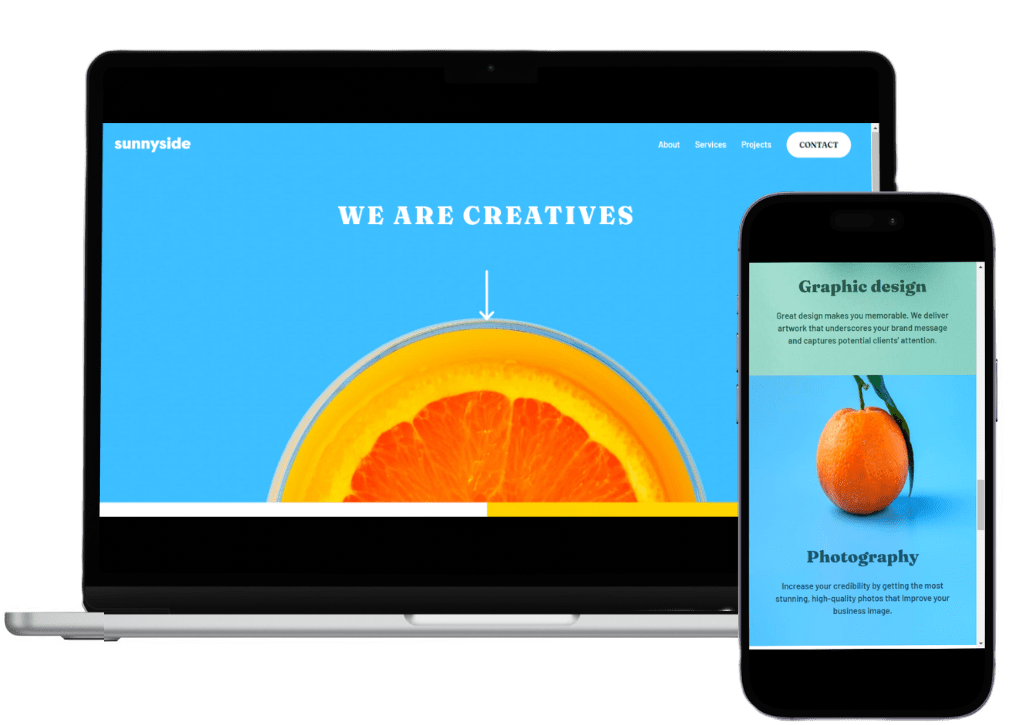 sunnyside
About Services Projects CONTACT
WE ARE CREATIVES
Graphic design
Great design makes you memorable. We deliver
artwork that underscores your brand message
and captures potential clients’ attention.
Photography
Increase your credibility by getting the most
stunning, high-quality photos that improve your
business image.